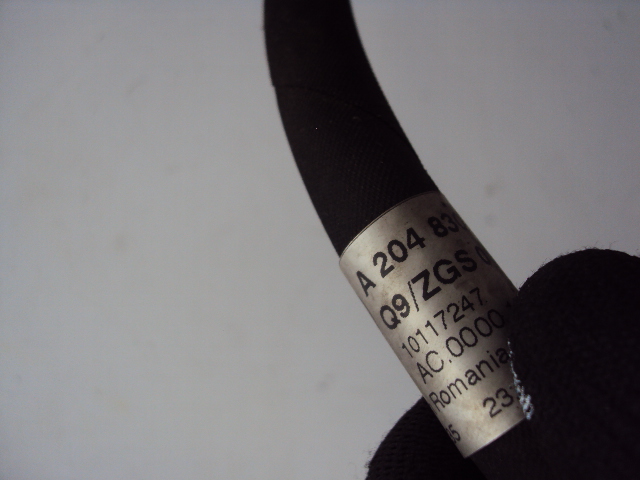 A 204 83
Q9/ZGS
10117247
AC.0000
Romania
23